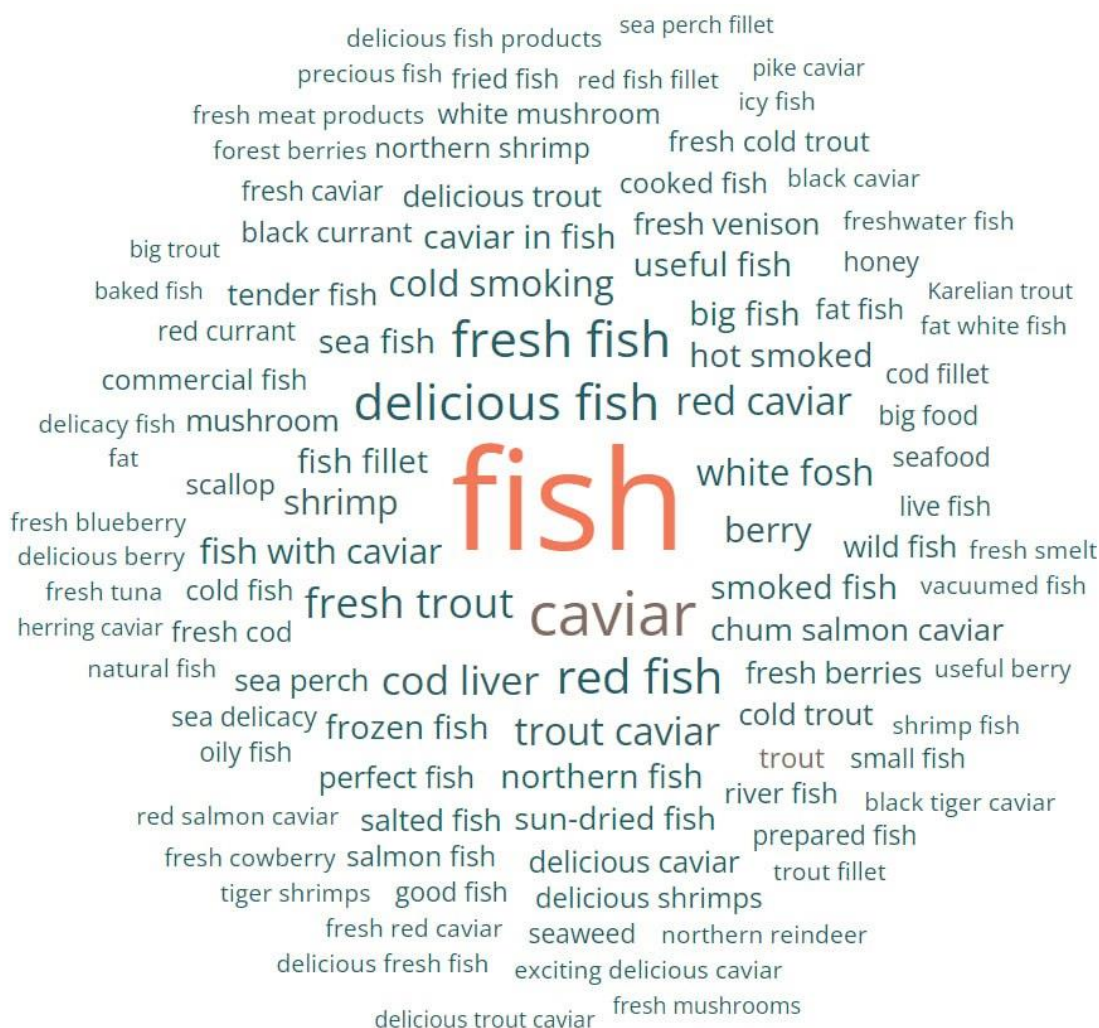 delicious fish products sea perch fillet
precious fish fried fish red fish fillet pike caviar
fresh meat products white mushroom icy fish
forest berries northern shrimp fresh cold trout
fresh caviar delicious trout cooked fish black caviar
big trout black currant caviar in fish fresh venison freshwater fish
baked fish tender fish cold smoking useful fish honey
red currant sea fish fresh fish big fish fat fish Karelian trout
hot smoked fat white fish
commercial fish delicious fish red caviar cod fillet
delicacy fish mushroom big food
fat fish fillet fish white fosh seafood
scallop shrimp live fish
fresh blueberry berry
delicious berry fish with caviar wild fish fresh smelt
fresh tuna cold fish fresh trout caviar smoked fish vacuumed fish
herring caviar fresh cod chum salmon caviar
natural fish sea perch cod liver red fish fresh berries useful berry
sea delicacy frozen fish trout caviar cold trout shrimp fish
oily fish trout small fish
perfect fish northern fish river fish black tiger caviar
red salmon caviar salted fish sun-dried fish prepared fish
fresh cowberry salmon fish delicious caviar trout fillet
tiger shrimps good fish delicious shrimps
fresh red caviar seaweed northern reindeer
delicious fresh fish exciting delicious caviar
delicious trout caviar fresh mushrooms